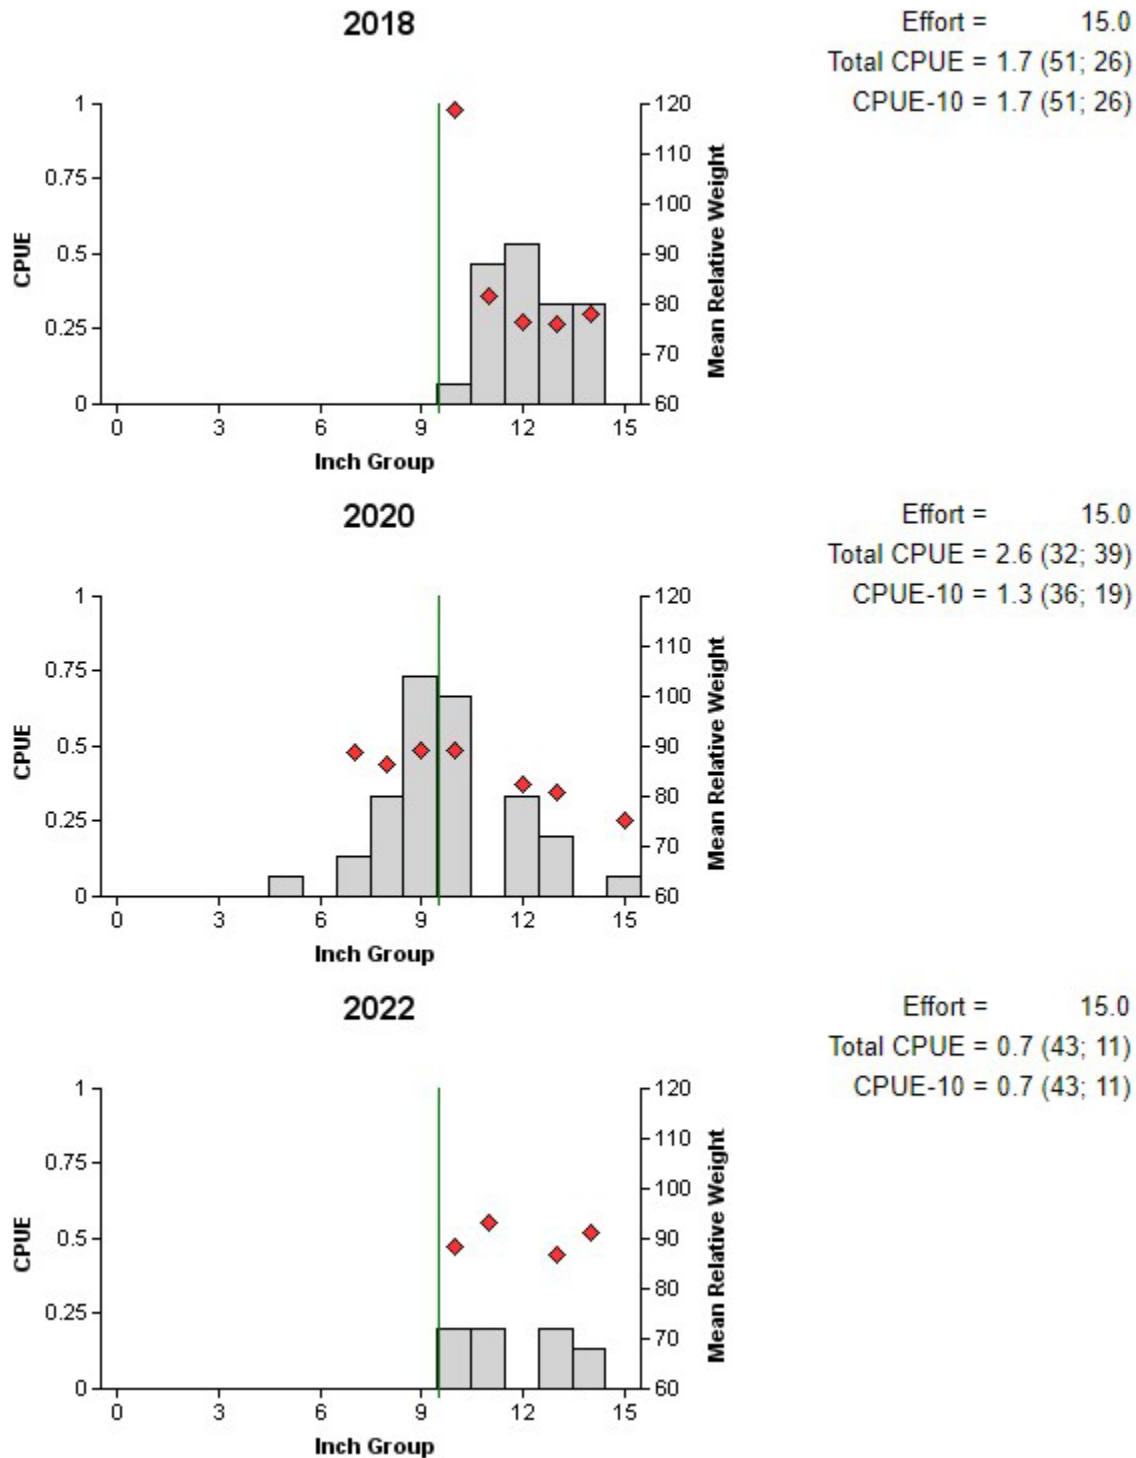 2018
Effort = 15.0
Total CPUE = 1.7 (51; 26)
CPUE-10 = 1.7 (51; 26)
1
0.75
0.5
0.25
0
CPUE
120
110
100
90
80
70
60
Mean Relative Weight
0 3 6 9 12 15
Inch Group
2020
Effort = 15.0
Total CPUE = 2.6 (32; 39)
CPUE-10 = 1.3 (36; 19)
1
0.75
0.5
0.25
0
CPUE
120
110
100
90
80
70
60
Mean Relative Weight
0 3 6 9 12 15
Inch Group
2022
Effort = 15.0
Total CPUE = 0.7 (43; 11)
CPUE-10 = 0.7 (43; 11)
1
0.75
0.5
0.25
0
CPUE
120
110
100
90
80
70
60
Mean Relative Weight
0 3 6 9 12 15
Inch Group